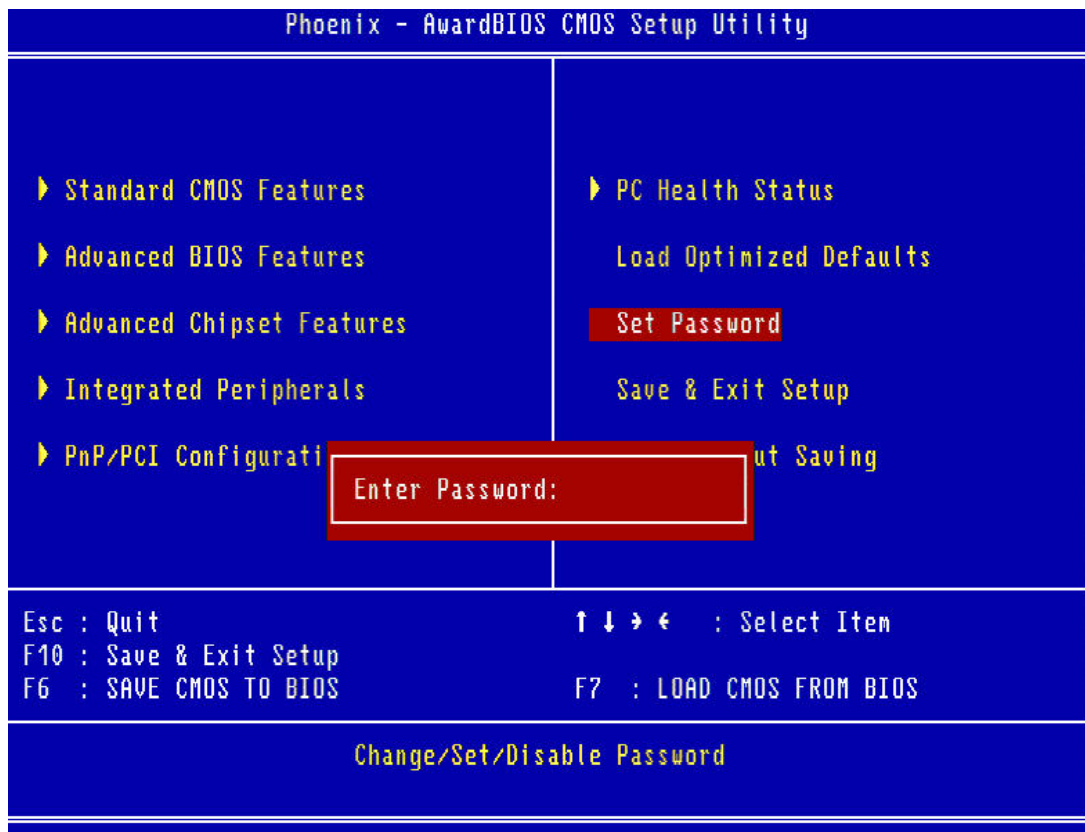 Phoenix - AwardBIOS CMOS Setup Utility
Standard CMOS Features
Advanced BIOS Features
Advanced Chipset Features
Integrated Peripherals
PnP/PCI Configurati
PC Health Status
Load Optimized Defaults
Set Password
Save & Exit Setup
ut Saving
Enter Password:
Esc : Quit
F10 : Save & Exit Setup
F6 : SAVE CMOS TO BIOS
↑ ↓ → ← : Select Item
F7 : LOAD CMOS FROM BIOS
Change/Set/Disable Password